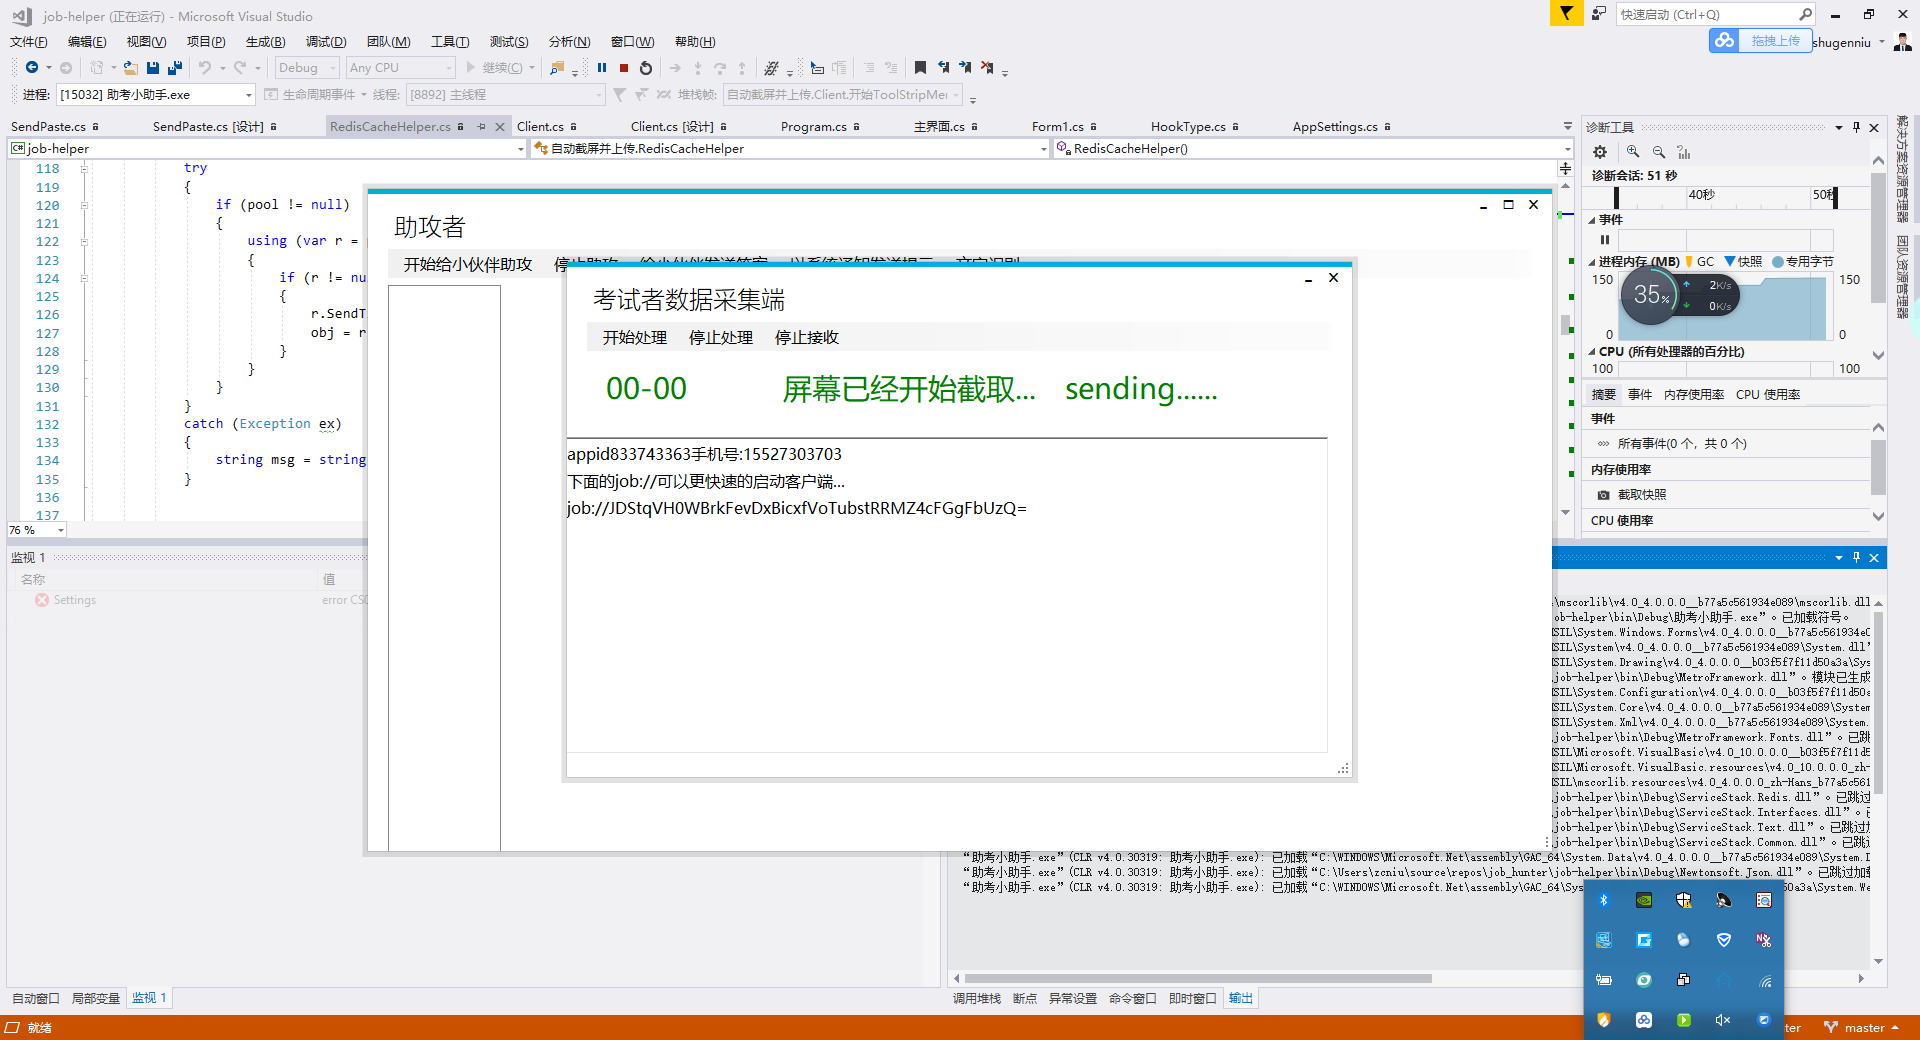 job-helper (正在运行) - Microsoft Visual Studio
快速启动 (Ctrl+Q)
文件(F) 编辑(E) 视图(V) 项目(P) 生成(B) 调试(D) 团队(M) 工具(T) 测试(S) 分析(N) 窗口(W) 帮助(H)
拖拽上传 shugenniu
Debug Any CPU 继续(C)
进程: [15032] 助考小助手.exe 生命周期事件 线程: [8892] 主线程 堆栈帧: 自动截屏并上传.Client.开始ToolStripMe
SendPaste.cs SendPaste.cs [设计] RedisCacheHelper.cs Client.cs Client.cs [设计] Program.cs 主界面.cs Form1.cs HookType.cs AppSettings.cs
job-helper 自动截屏并上传.RedisCacheHelper RedisCacheHelper()
118 try
119 {
120 if (pool != null)
121 {
122 using (var r =
123 {
124 if (r != nu
125 {
126 r.SendT
127 obj = r
128 }
129 }
130 }
131 }
132 catch (Exception ex)
133 {
134 string msg = string
135 }
136
137
76 %
助攻者
开始给小伙伴助攻
考试者数据采集端
开始处理 停止处理 停止接收
00-00 屏幕已经开始截取... sending......
appid833743363手机号:15527303703
下面的job://可以更快速的启动客户端...
job://JDStqVH0WBrkFevDxBicxfVoTubstRRMZ4cFGgFbUzQ=
诊断工具
诊断会话: 51 秒
40秒 50秒
事件
进程内存 (MB) GC 快照 专用字节
150 150
35% 2K/s
0K/s
0 0
CPU (所有处理器的百分比)
100 100
摘要 事件 内存使用率 CPU 使用率
事件
所有事件(0 个，共 0 个)
内存使用率
截取快照
CPU 使用率
解决方案资源管理器
团队资源管理器
监视 1
名称 值
Settings error CS0
\mscorlib\v4.0_4.0.0.0__b77a5c561934e089\mscorlib.dll
ob-helper\bin\Debug\助考小助手.exe”。已加载符号。
SIL\System.Windows.Forms\v4.0_4.0.0.0__b77a5c561934e0
SIL\System\v4.0_4.0.0.0__b77a5c561934e089\System.dll”
SIL\System.Drawing\v4.0_4.0.0.0__b03f5f7f11d50a3a\Sys
job-helper\bin\Debug\MetroFramework.dll”。模块已生成
SIL\System.Configuration\v4.0_4.0.0.0__b03f5f7f11d50a
SIL\System.Core\v4.0_4.0.0.0__b77a5c561934e089\System
SIL\System.Xml\v4.0_4.0.0.0__b77a5c561934e089\System.
job-helper\bin\Debug\MetroFramework.Fonts.dll”。已跳
SIL\Microsoft.VisualBasic\v4.0_10.0.0.0__b03f5f7f11d5
SIL\Microsoft.VisualBasic.resources\v4.0_10.0.0.0_zh-
SIL\mscorlib.resources\v4.0_4.0.0.0_zh-Hans_b77a5c561
job-helper\bin\Debug\ServiceStack.Redis.dll”。已跳过
job-helper\bin\Debug\ServiceStack.Interfaces.dll”。已
job-helper\bin\Debug\ServiceStack.Text.dll”。已跳过加
job-helper\bin\Debug\ServiceStack.Common.dll”。已跳过
“助考小助手.exe”(CLR v4.0.30319: 助考小助手.exe): 已加载“C:\WINDOWS\Microsoft.Net\assembly\GAC_64\System.Data\v4.0_4.0.0.0__b77a5c561934e089\System.D
“助考小助手.exe”(CLR v4.0.30319: 助考小助手.exe): 已加载“C:\Users\zcniu\source\repos\job_hunter\job-helper\bin\Debug\Newtonsoft.Json.dll”。已跳过加载
“助考小助手.exe”(CLR v4.0.30319: 助考小助手.exe): 已加载“C:\WINDOWS\Microsoft.Net\assembly\GAC_64\Sys 50a3a\System.We
自动窗口 局部变量 监视 1
调用堆栈 断点 异常设置 命令窗口 即时窗口 输出
就绪
ter master